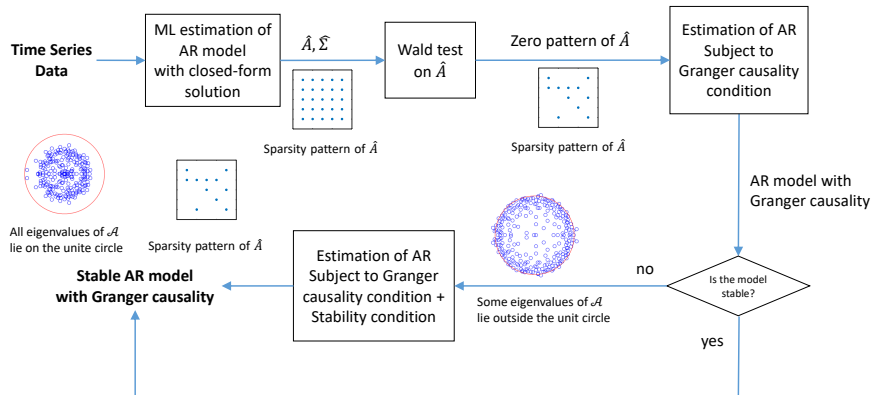 Time Series
Data
ML estimation of
AR model
with closed-form
solution
Â, Σ̂
Sparsity pattern of Â
Wald test
on Â
Zero pattern of Â
Sparsity pattern of Â
Estimation of AR
Subject to
Granger causality
condition
AR model with
Granger causality
Is the model
stable?
no
yes
Some eigenvalues of 𝒜
lie outside the unit circle
Estimation of AR
Subject to Granger
causality condition +
Stability condition
Sparsity pattern of Â
All eigenvalues of 𝒜
lie on the unite circle
Stable AR model
with Granger causality